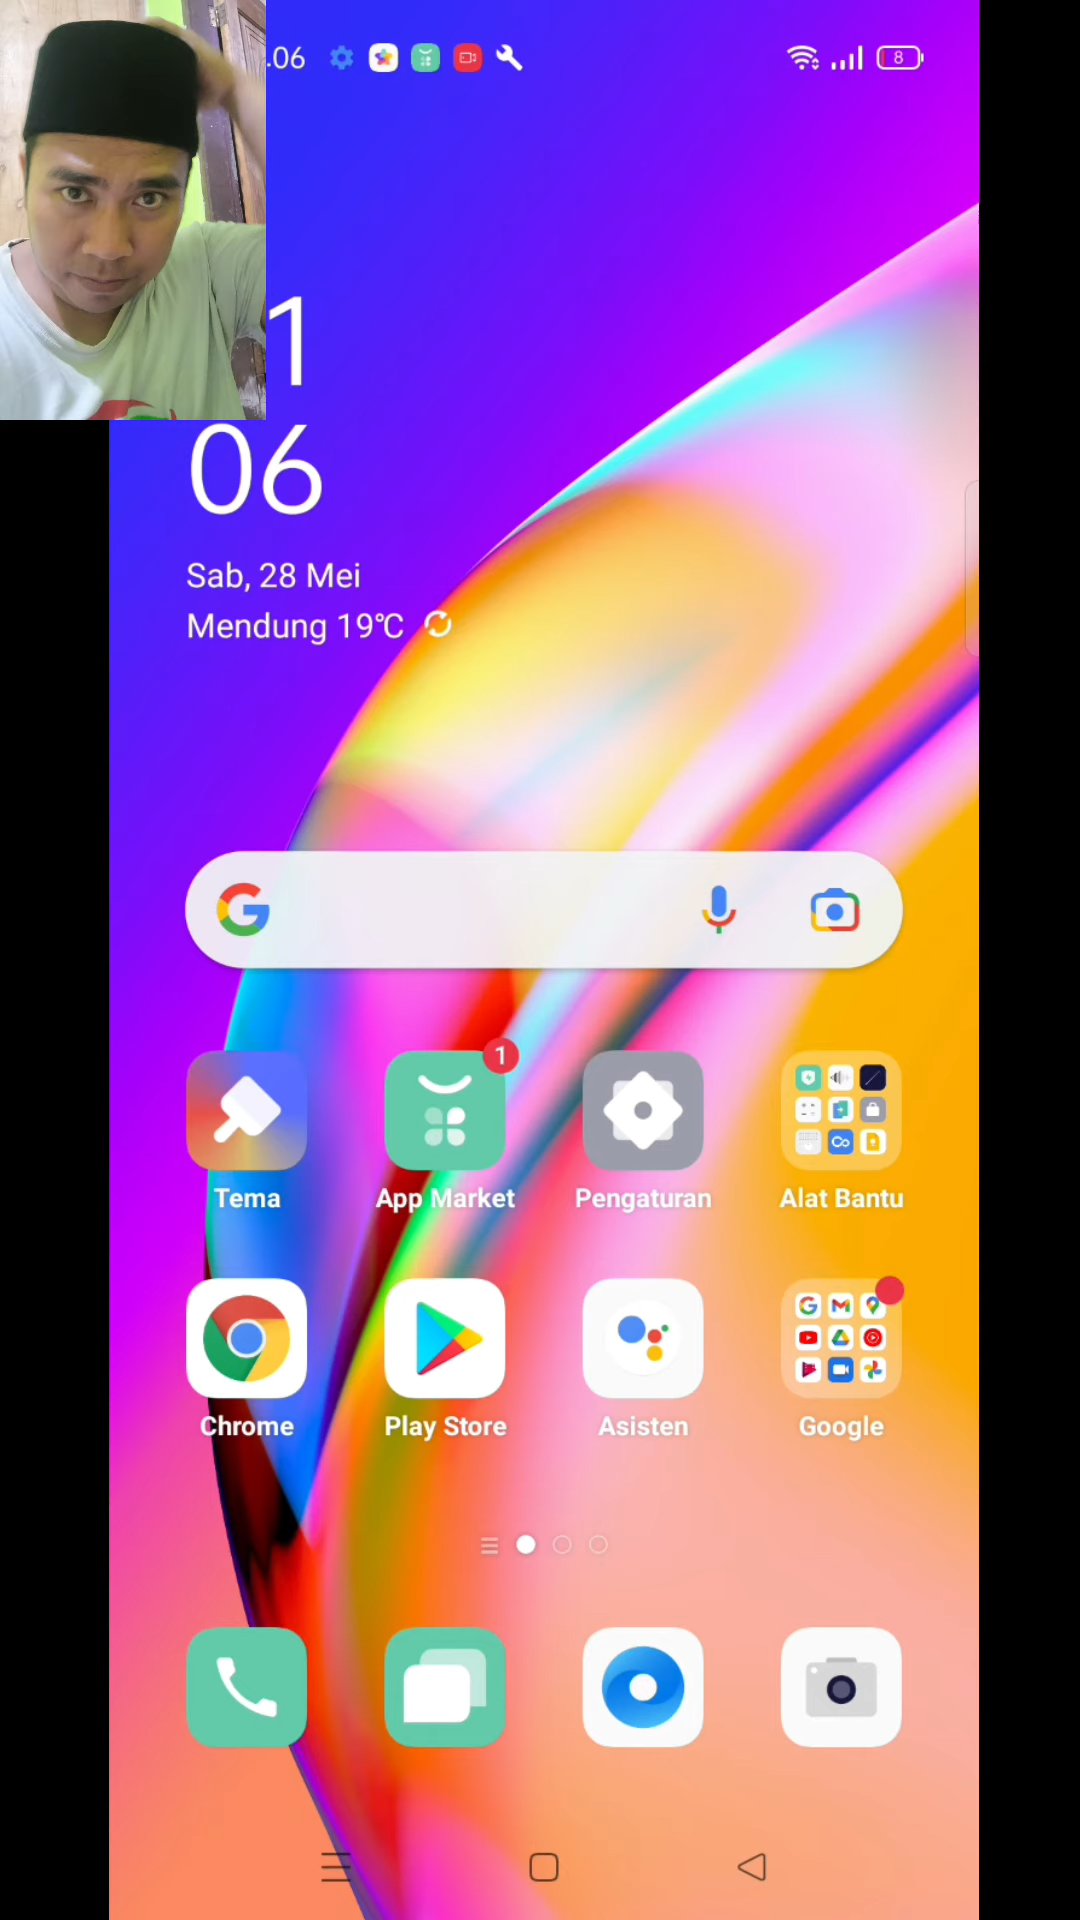 .06
8
1
06
Sab, 28 Mei
Mendung 19°C
1
Tema
App Market
Pengaturan
Alat Bantu
Chrome
Play Store
Asisten
Google